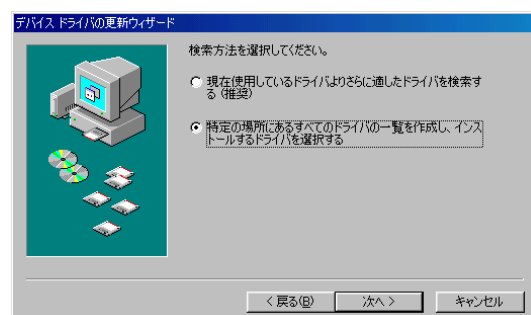 デバイス ドライバの更新ウィザード
検索方法を選択してください。
現在使用しているドライバよりさらに適したドライバを検索す
る (推奨)
特定の場所にあるすべてのドライバの一覧を作成し、インス
トールするドライバを選択する
< 戻る(B)
次へ >
キャンセル